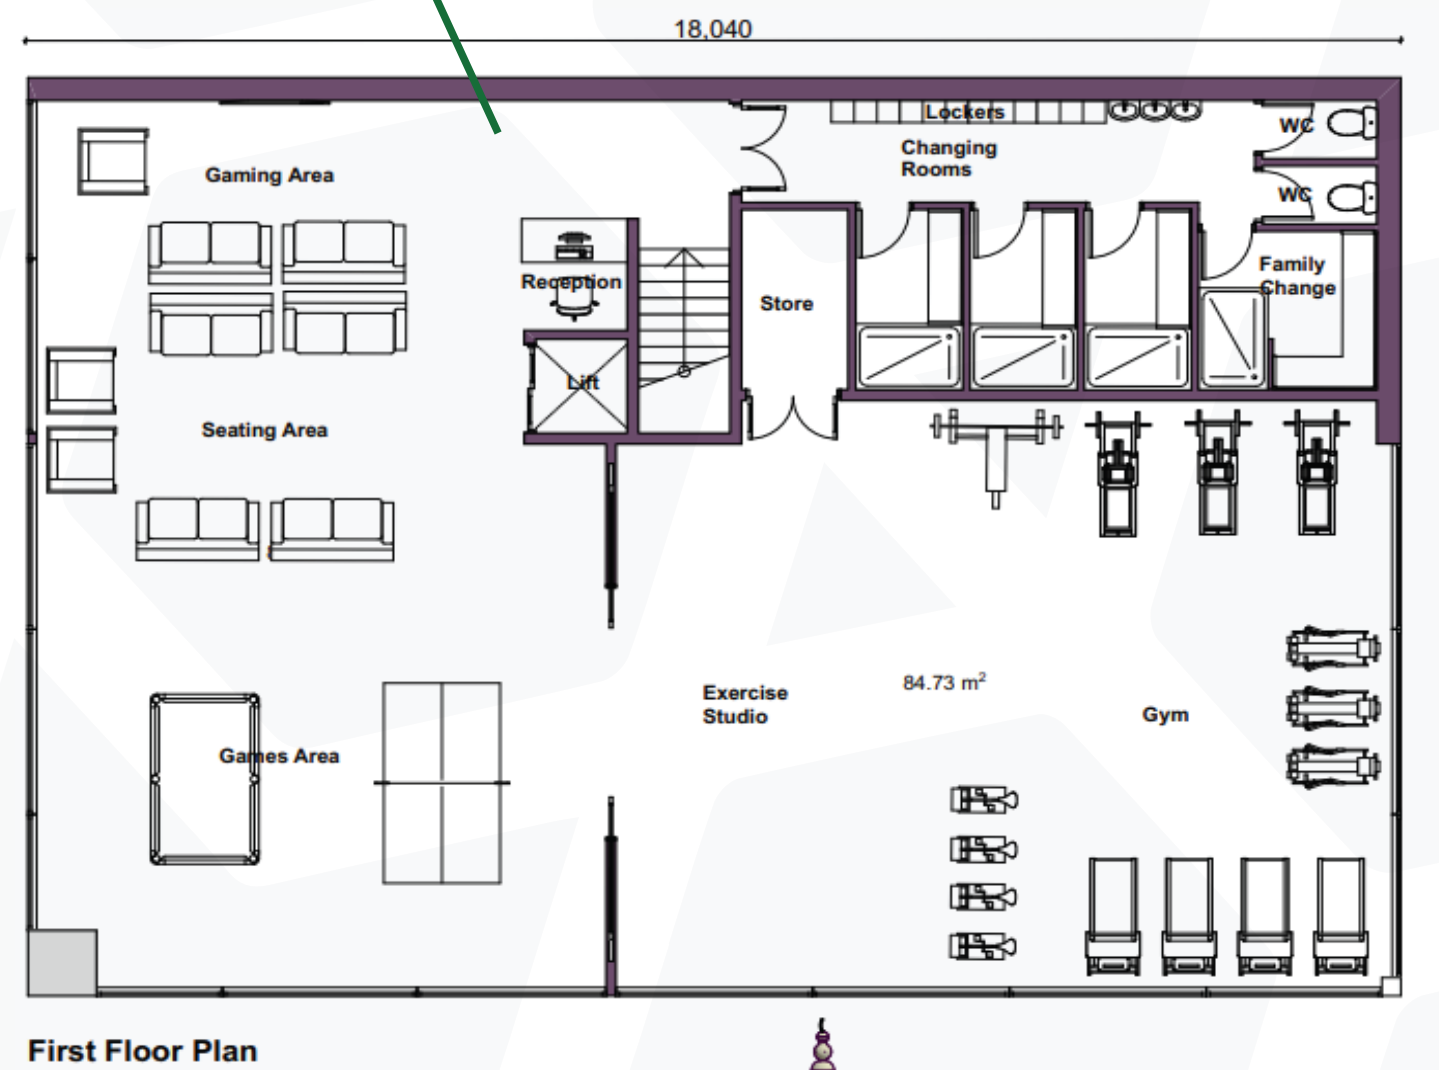 18,040
Lockers
WC
Changing
Rooms
Gaming Area
WC
Family
Change
Reception
Store
Lift
Seating Area
Exercise
Studio
84.73 m²
Gym
Games Area
First Floor Plan